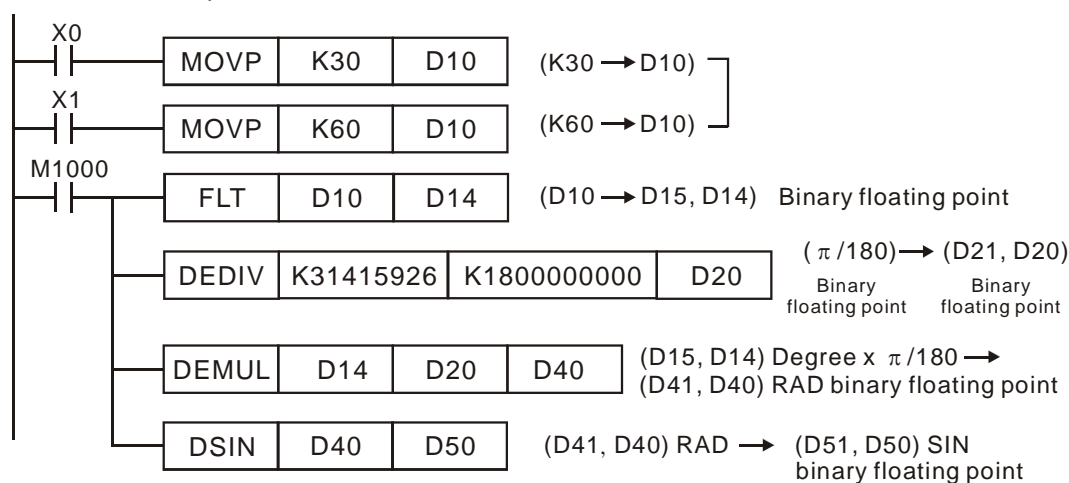 X0
MOVP K30 D10 (K30 → D10)
X1
MOVP K60 D10 (K60 → D10)
M1000
FLT D10 D14 (D10 → D15, D14) Binary floating point
DEDIV K31415926 K1800000000 D20 ( π /180) → (D21, D20)
Binary floating point Binary floating point
DEMUL D14 D20 D40 (D15, D14) Degree x π /180 →
(D41, D40) RAD binary floating point
DSIN D40 D50 (D41, D40) RAD → (D51, D50) SIN
binary floating point